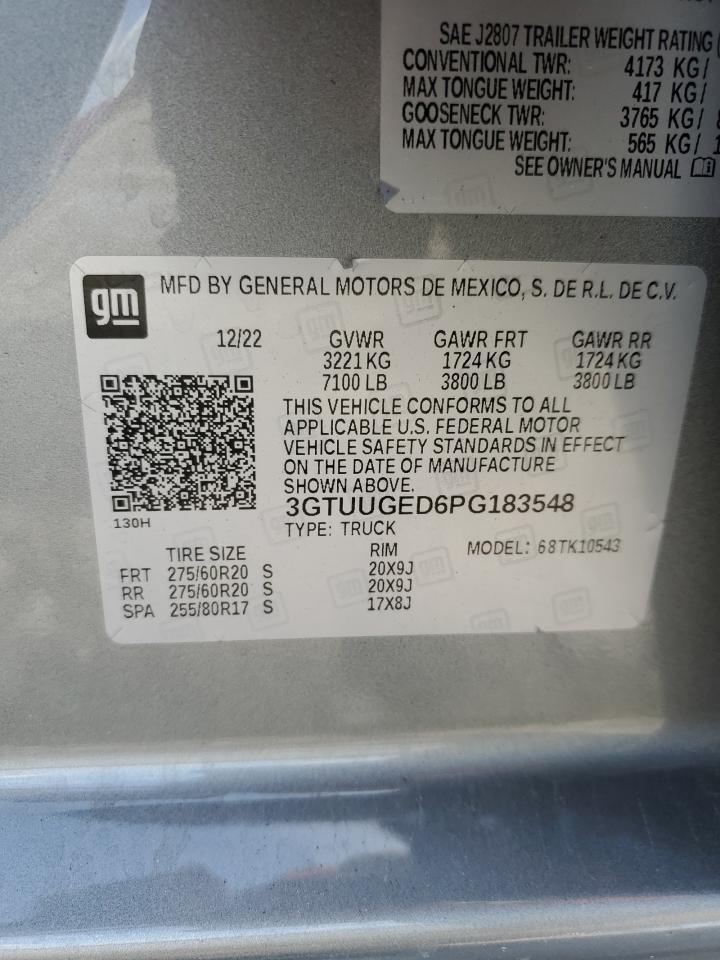 SAE J2807 TRAILER WEIGHT RATING
CONVENTIONAL TWR: 4173 KG/
MAX TONGUE WEIGHT: 417 KG/
GOOSENECK TWR: 3765 KG/
MAX TONGUE WEIGHT: 565 KG/ 1
SEE OWNER'S MANUAL
gm
MFD BY GENERAL MOTORS DE MEXICO, S. DE R.L. DE C.V.
12/22 GVWR GAWR FRT GAWR RR
3221 KG 1724 KG 1724 KG
7100 LB 3800 LB 3800 LB
THIS VEHICLE CONFORMS TO ALL
APPLICABLE U.S. FEDERAL MOTOR
VEHICLE SAFETY STANDARDS IN EFFECT
ON THE DATE OF MANUFACTURE
SHOWN ABOVE.
3GTUUGED6PG183548
130H
TYPE: TRUCK
MODEL: 68TK10543
TIRE SIZE RIM
FRT 275/60R20 S 20X9J
RR 275/60R20 S 20X9J
SPA 255/80R17 S 17X8J